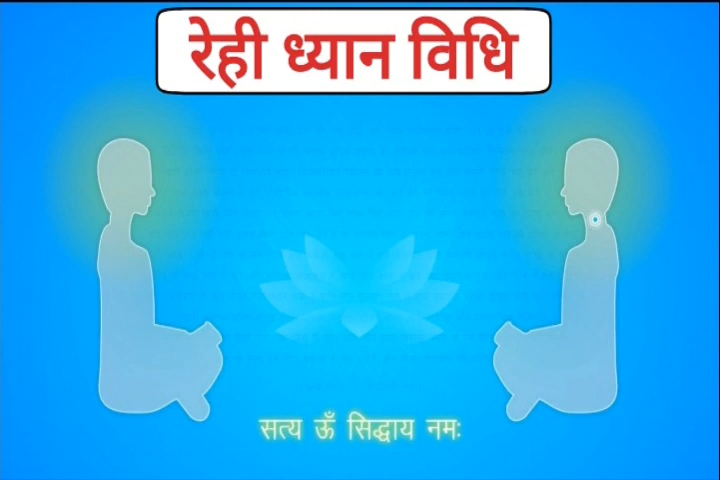 रेही ध्यान विधि
सत्य ऊँ सिद्धाय नमः